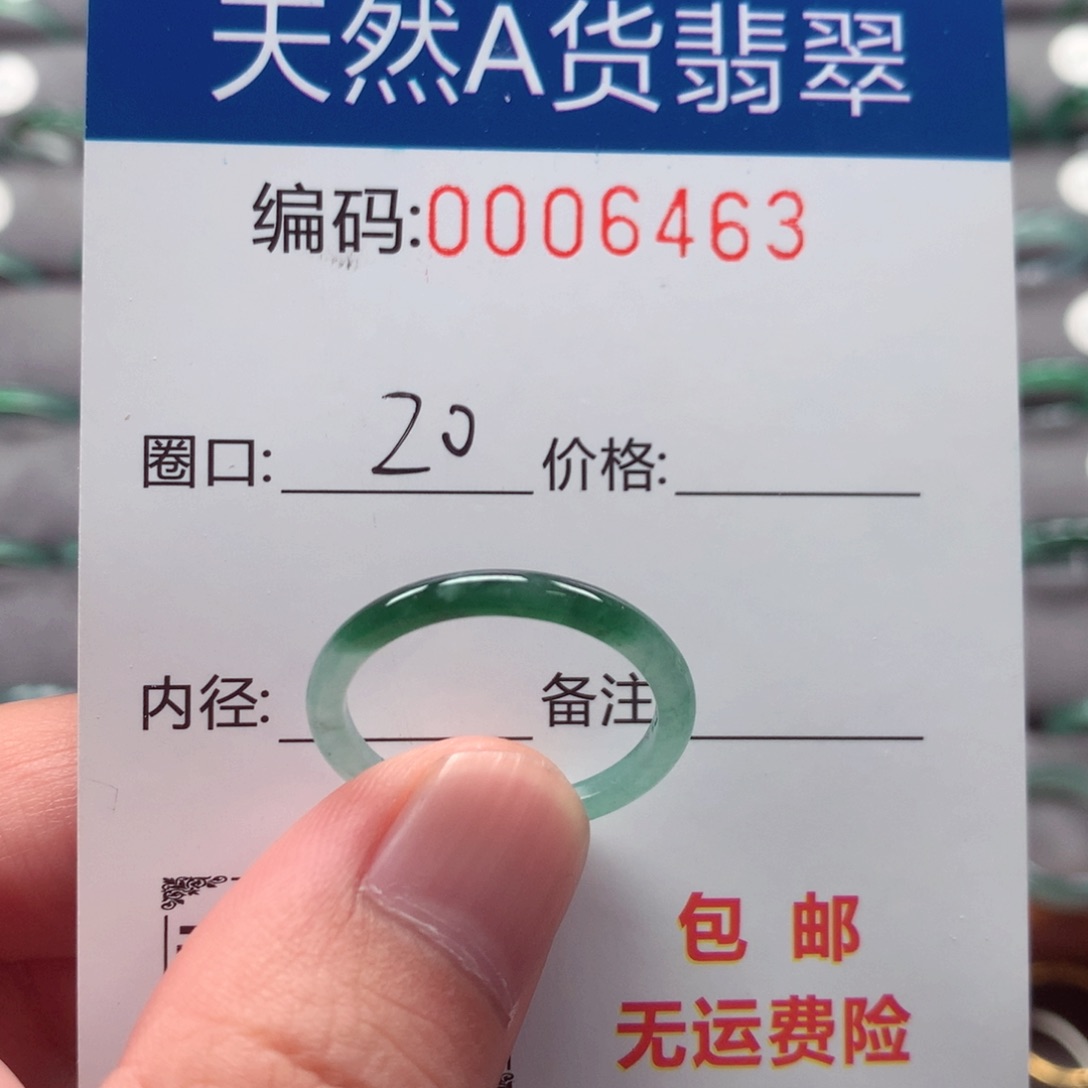 天然A货翡翠
编码:0006463
圈口: 20 价格:
内径: 备注
包 邮
无运费险